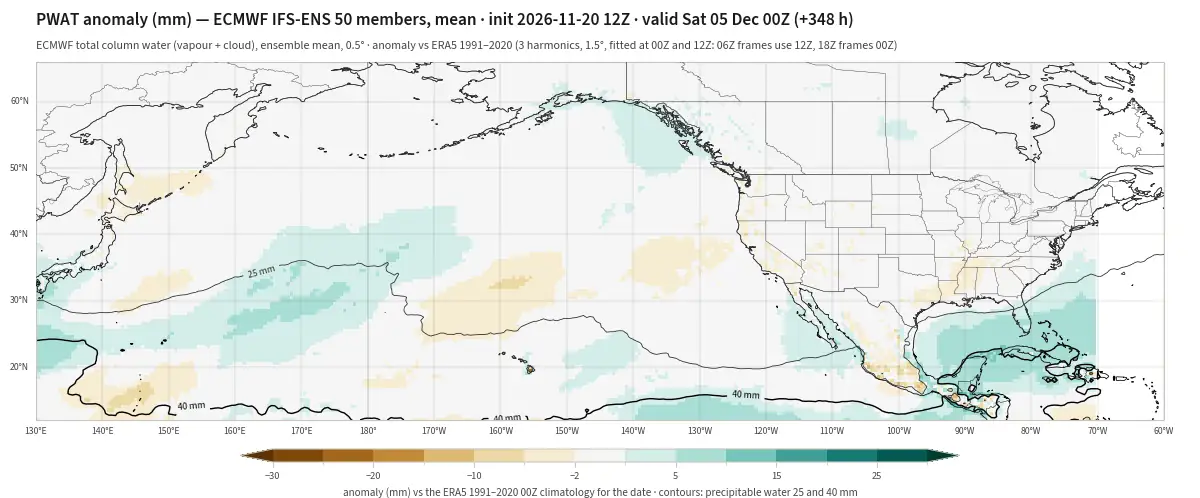 PWAT anomaly (mm) — ECMWF IFS-ENS 50 members, mean · init 2026-11-20 12Z · valid Sat 05 Dec 00Z (+348 h)
ECMWF total column water (vapour + cloud), ensemble mean, 0.5° · anomaly vs ERA5 1991–2020 (3 harmonics, 1.5°, fitted at 00Z and 12Z: 06Z frames use 12Z, 18Z frames 00Z)
60°N
50°N
40°N
30°N
20°N
25 mm
40 mm
40 mm
40 mm
130°E 140°E 150°E 160°E 170°E 180° 170°W 160°W 150°W 140°W 130°W 120°W 110°W 100°W 90°W 80°W 70°W 60°W
−30 −20 −10 −2 5 15 25
anomaly (mm) vs the ERA5 1991–2020 00Z climatology for the date · contours: precipitable water 25 and 40 mm